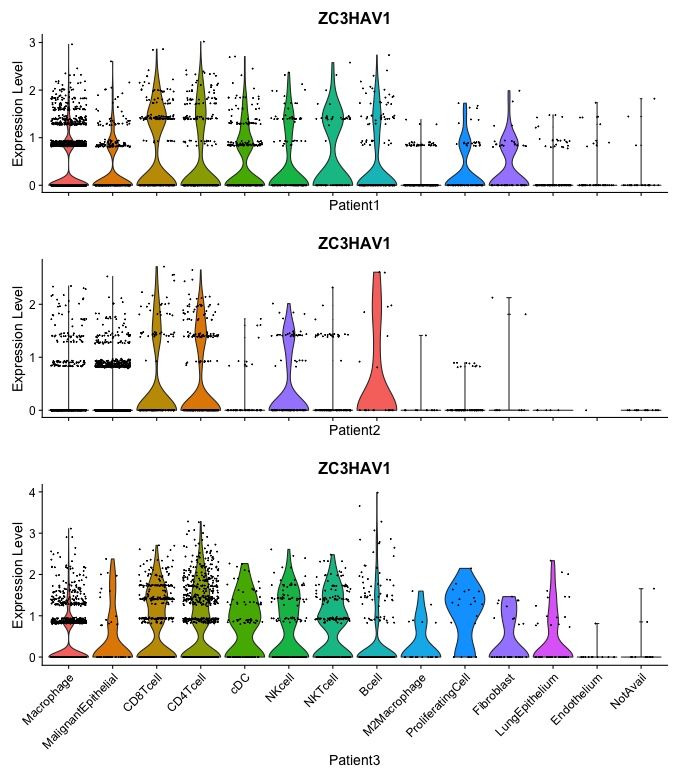 ZC3HAV1
Expression Level
3
2
1
0
Patient1
ZC3HAV1
Expression Level
2
1
0
Patient2
ZC3HAV1
Expression Level
4
3
2
1
0
Macrophage
MalignantEpithelial
CD8Tcell
CD4Tcell
cDC
NKcell
NKTcell
Bcell
M2Macrophage
ProliferatingCell
Fibroblast
LungEpithelium
Endothelium
NotAvail
Patient3